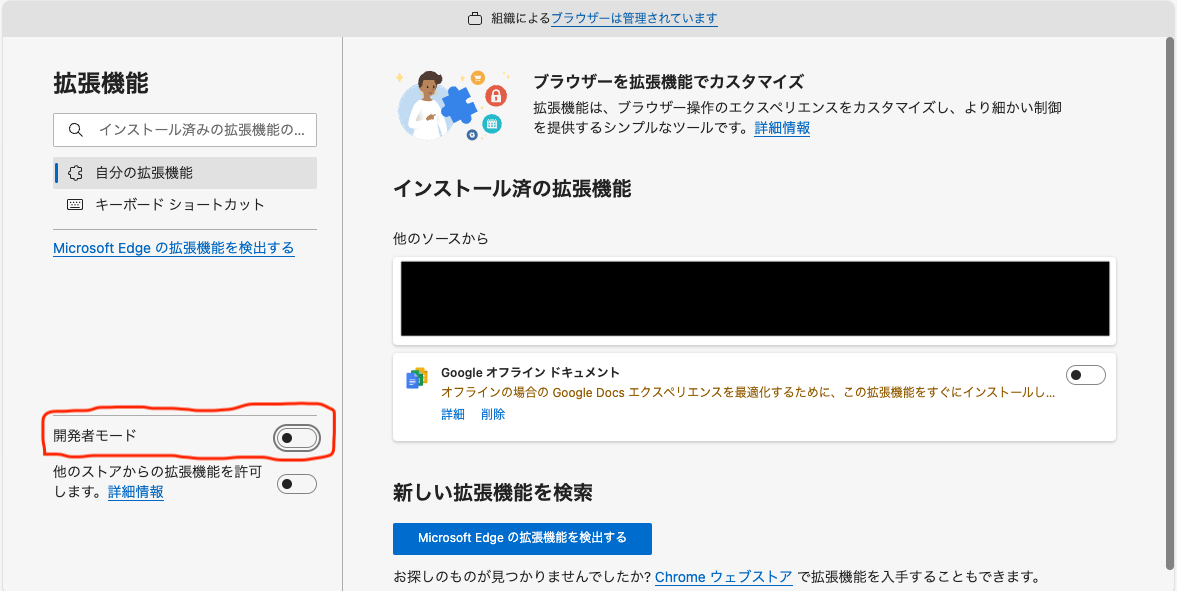 組織によるブラウザーは管理されています
拡張機能
インストール済みの拡張機能の...
自分の拡張機能
キーボード ショートカット
Microsoft Edge の拡張機能を検出する
開発者モード
他のストアからの拡張機能を許可
します。詳細情報
ブラウザーを拡張機能でカスタマイズ
拡張機能は、ブラウザー操作のエクスペリエンスをカスタマイズし、より細かい制御
を提供するシンプルなツールです。詳細情報
インストール済の拡張機能
他のソースから
Google オフライン ドキュメント
オフラインの場合の Google Docs エクスペリエンスを最適化するために、この拡張機能をすぐにインストールし...
詳細 削除
新しい拡張機能を検索
Microsoft Edge の拡張機能を検出する
お探しのものが見つかりませんでしたか? Chrome ウェブストア で拡張機能を入手することもできます。